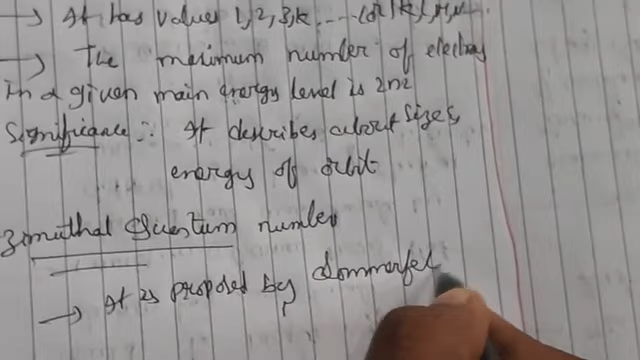 → It has values 1, 2, 3, K.... (or) K, L, M, N...
→ The maximum number of electrons
in a given main energy level is 2n2
Significance :- It describes about size &
energy of orbit
zimuthal Quantum number
→ It is proposed by Sommerfel